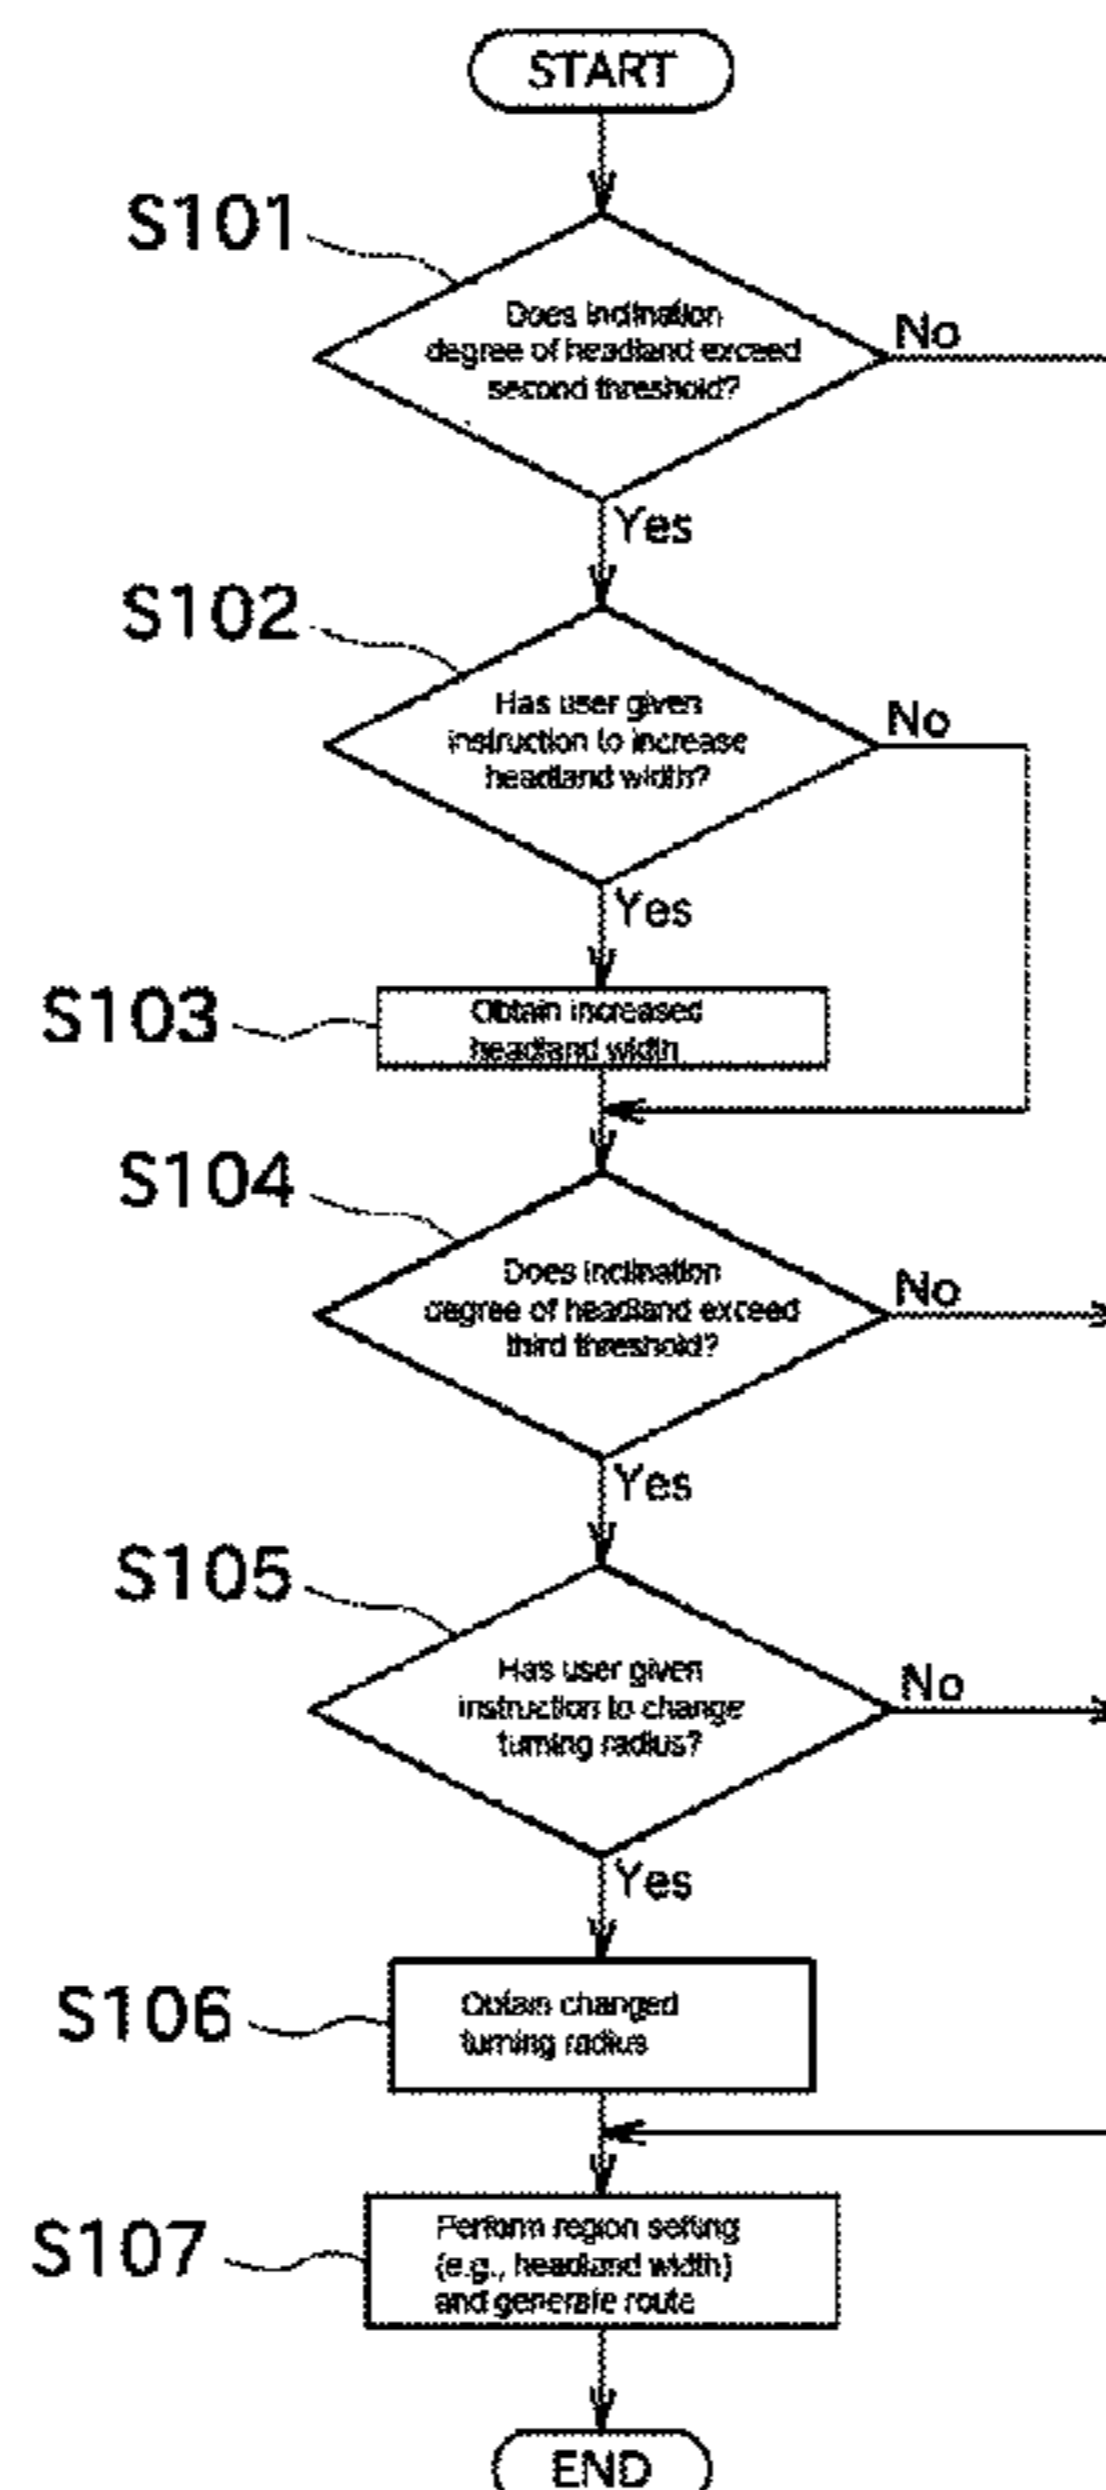 START
S101
Does inclination
degree of headland exceed
second threshold?
No
Yes
S102
Has user given
instruction to increase
headland width?
No
Yes
S103
Obtain increased
headland width
S104
Does inclination
degree of headland exceed
third threshold?
No
Yes
S105
Has user given
instruction to change
turning radius?
No
Yes
S106
Obtain changed
turning radius
S107
Perform region setting
(e.g., headland width)
and generate route
END